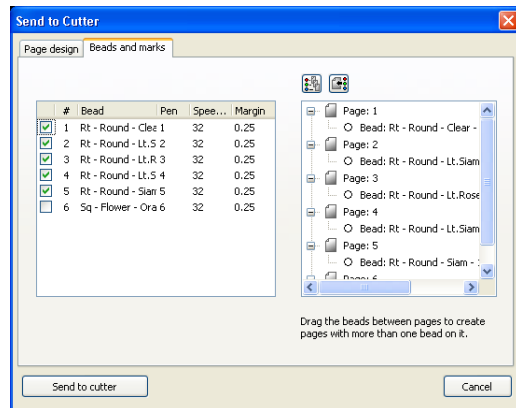 Send to Cutter
Page design Beads and marks
# Bead Pen Spee... Margin
1 Rt - Round - Clea 1 32 0.25
2 Rt - Round - Lt.S 2 32 0.25
3 Rt - Round - Lt.R 3 32 0.25
4 Rt - Round - Lt.S 4 32 0.25
5 Rt - Round - Siam 5 32 0.25
6 Sq - Flower - Ora 6 32 0.25
Page: 1
Bead: Rt - Round - Clear -
Page: 2
Bead: Rt - Round - Lt.Siam
Page: 3
Bead: Rt - Round - Lt.Rose
Page: 4
Bead: Rt - Round - Lt.Siam
Page: 5
Bead: Rt - Round - Siam -
Page: 6
Drag the beads between pages to create
pages with more than one bead on it.
Send to cutter Cancel